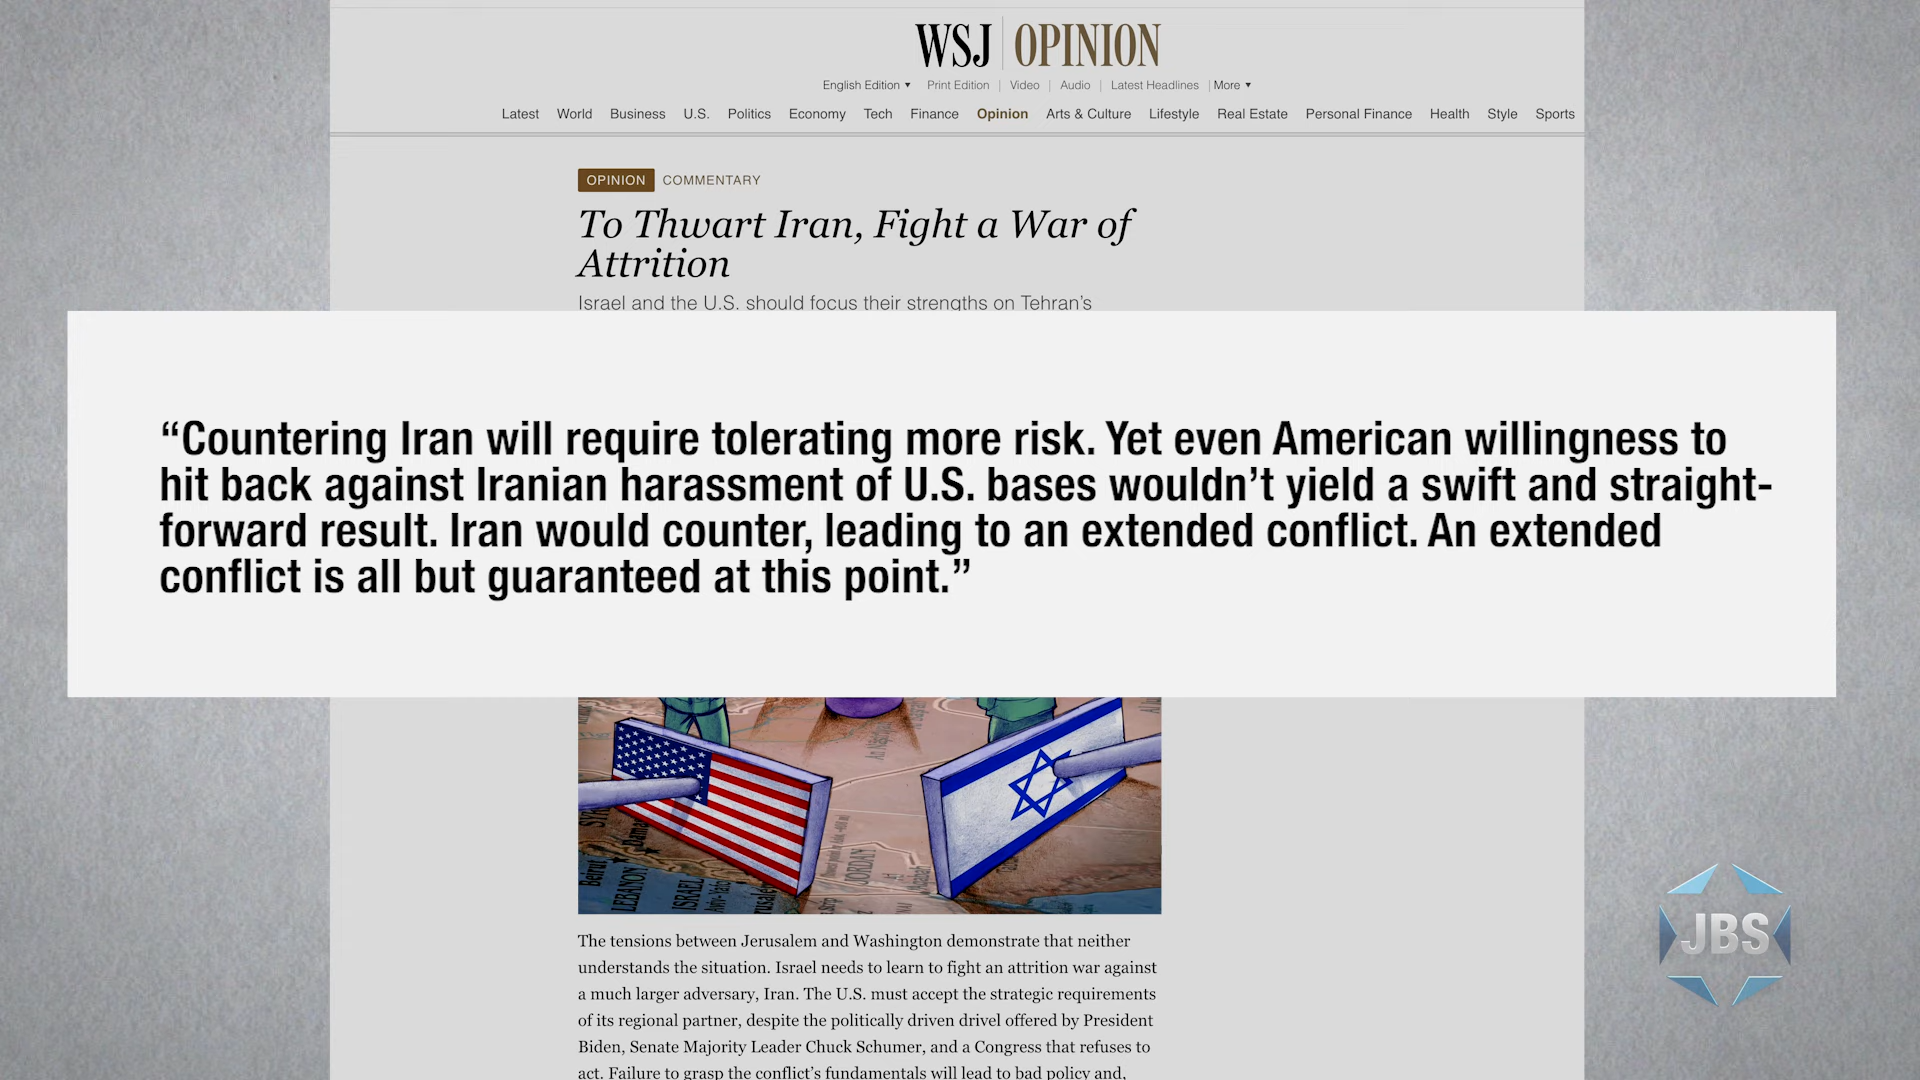 WSJ OPINION
English Edition ▼ Print Edition | Video | Audio | Latest Headlines | More ▼
Latest World Business U.S. Politics Economy Tech Finance Opinion Arts & Culture Lifestyle Real Estate Personal Finance Health Style Sports
OPINION COMMENTARY
To Thwart Iran, Fight a War of
Attrition
Israel and the U.S. should focus their strengths on Tehran’s
“Countering Iran will require tolerating more risk. Yet even American willingness to
hit back against Iranian harassment of U.S. bases wouldn’t yield a swift and straight-
forward result. Iran would counter, leading to an extended conflict. An extended
conflict is all but guaranteed at this point.”
Beirut
LEBANON
ISRAEL
JORDAN
The tensions between Jerusalem and Washington demonstrate that neither
understands the situation. Israel needs to learn to fight an attrition war against
a much larger adversary, Iran. The U.S. must accept the strategic requirements
of its regional partner, despite the politically driven drivel offered by President
Biden, Senate Majority Leader Chuck Schumer, and a Congress that refuses to
act. Failure to grasp the conflict’s fundamentals will lead to bad policy and,
JBS